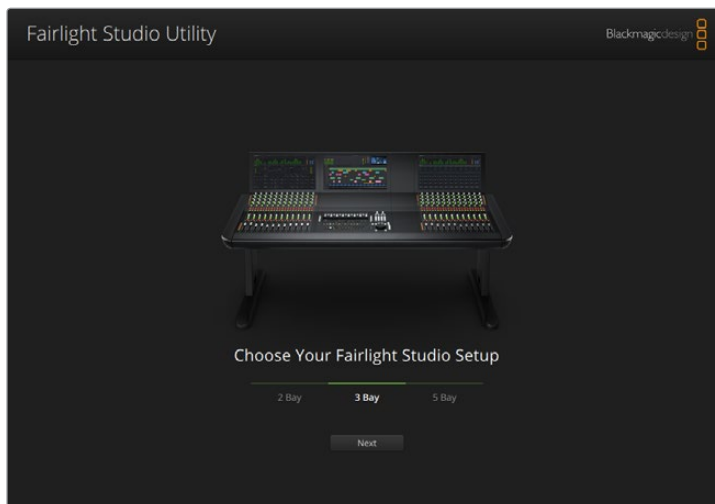 Fairlight Studio Utility
Blackmagicdesign
Choose Your Fairlight Studio Setup
2 Bay
3 Bay
5 Bay
Next